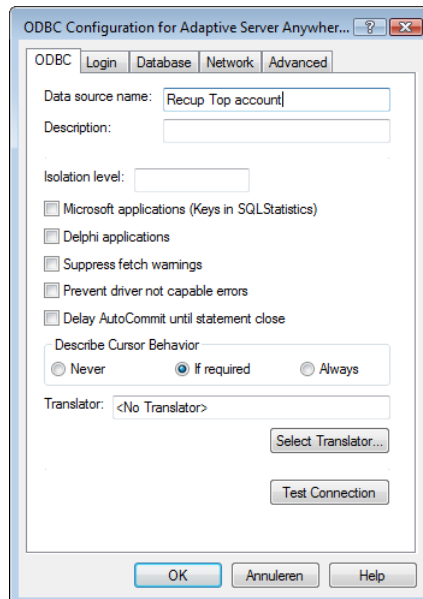 ODBC Configuration for Adaptive Server Anywher...
ODBC Login Database Network Advanced
Data source name: Recup Top account
Description:
Isolation level:
Microsoft applications (Keys in SQLStatistics)
Delphi applications
Suppress fetch warnings
Prevent driver not capable errors
Delay AutoCommit until statement close
Describe Cursor Behavior
Never If required Always
Translator: <No Translator>
Select Translator...
Test Connection
OK Annuleren Help